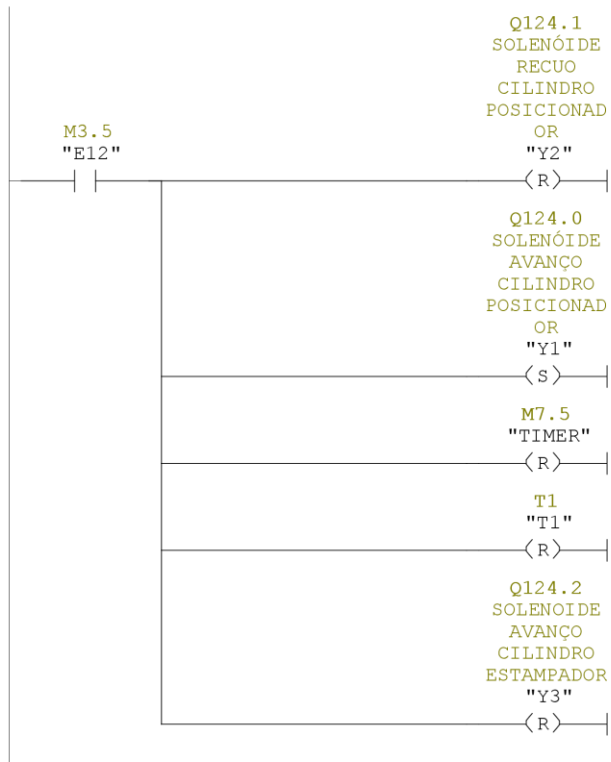 Q124.1
SOLENÓIDE
RECUO
CILINDRO
POSICIONAD
OR
M3.5
"E12"
"Y2"
R
Q124.0
SOLENÓIDE
AVANÇO
CILINDRO
POSICIONAD
OR
"Y1"
S
M7.5
"TIMER"
R
T1
"T1"
R
Q124.2
SOLENOIDE
AVANÇO
CILINDRO
ESTAMPADOR
"Y3"
R